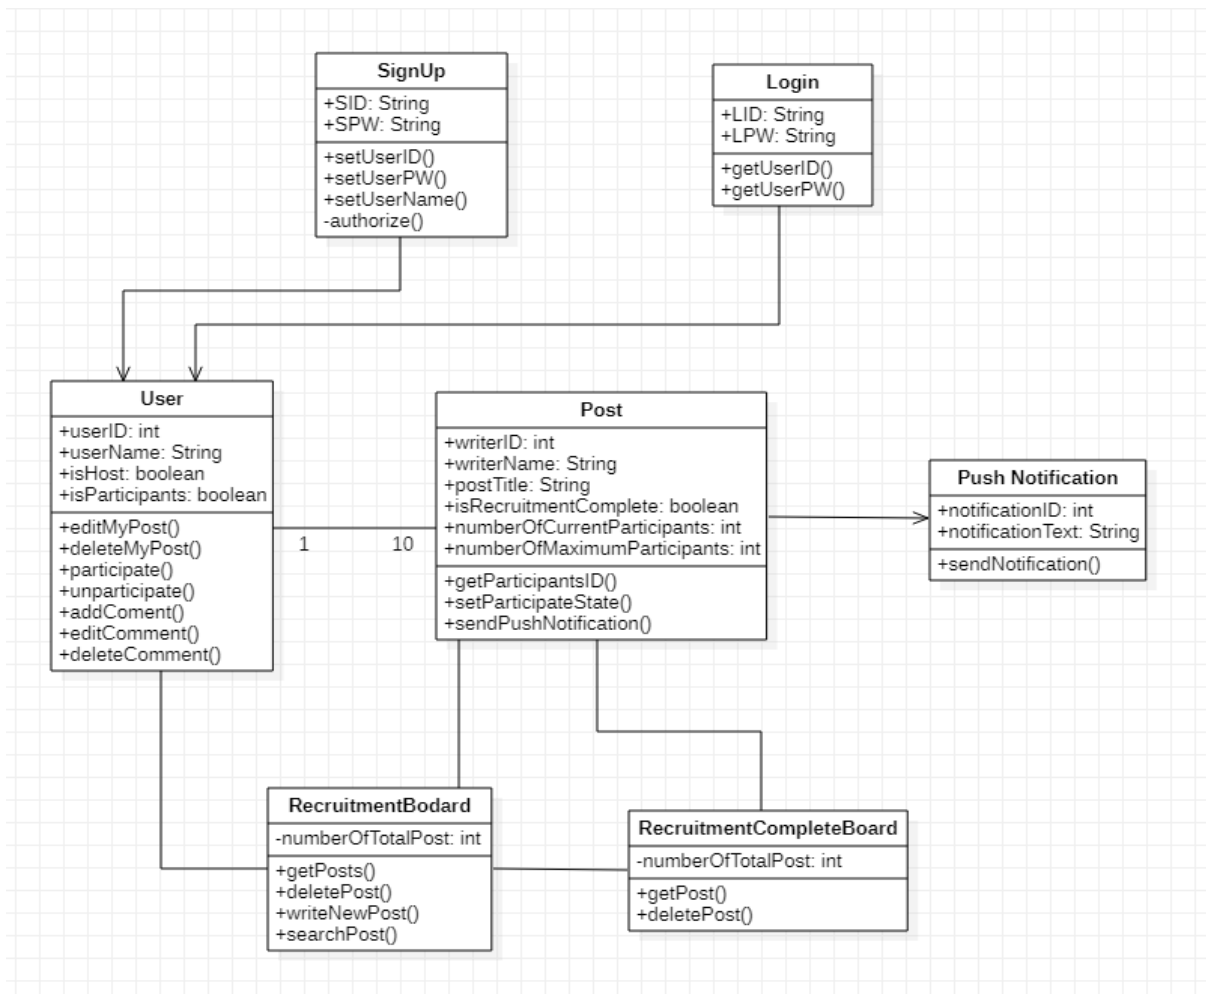 SignUp
+SID: String
+SPW: String
+setUserID()
+setUserPW()
+setUserName()
-authorize()
Login
+LID: String
+LPW: String
+getUserID()
+getUserPW()
User
+userID: int
+userName: String
+isHost: boolean
+isParticipants: boolean
+editMyPost()
+deleteMyPost()
+participate()
+unparticipate()
+addComent()
+editComment()
+deleteComment()
1
10
Post
+writerID: int
+writerName: String
+postTitle: String
+isRecruitmentComplete: boolean
+numberOfCurrentParticipants: int
+numberOfMaximumParticipants: int
+getParticipantsID()
+setParticipateState()
+sendPushNotification()
Push Notification
+notificationID: int
+notificationText: String
+sendNotification()
RecruitmentBodard
-numberOfTotalPost: int
+getPosts()
+deletePost()
+writeNewPost()
+searchPost()
RecruitmentCompleteBoard
-numberOfTotalPost: int
+getPost()
+deletePost()